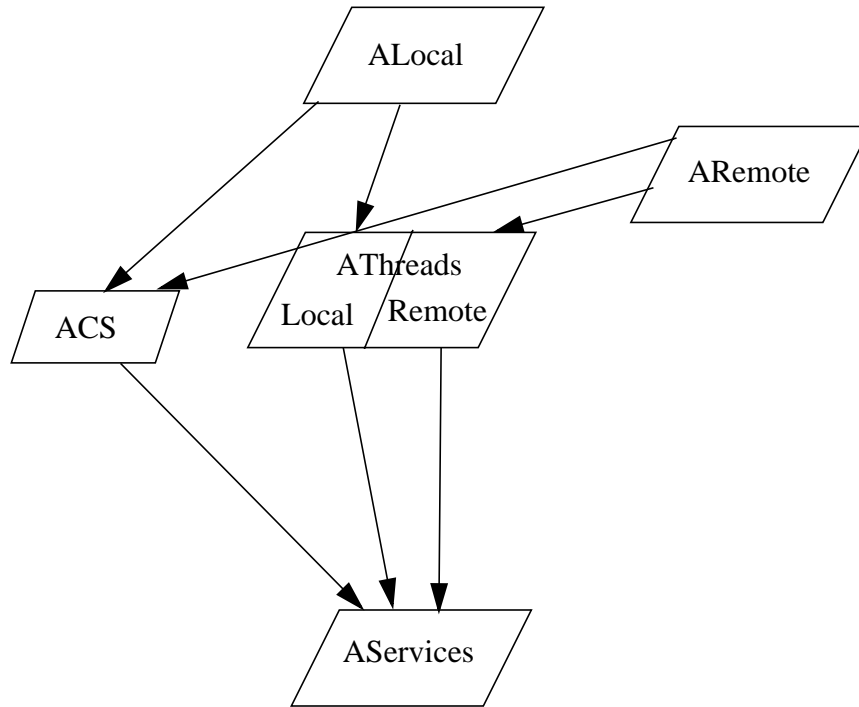 ALocal
ARemote
AThreads
Local
Remote
ACS
AServices